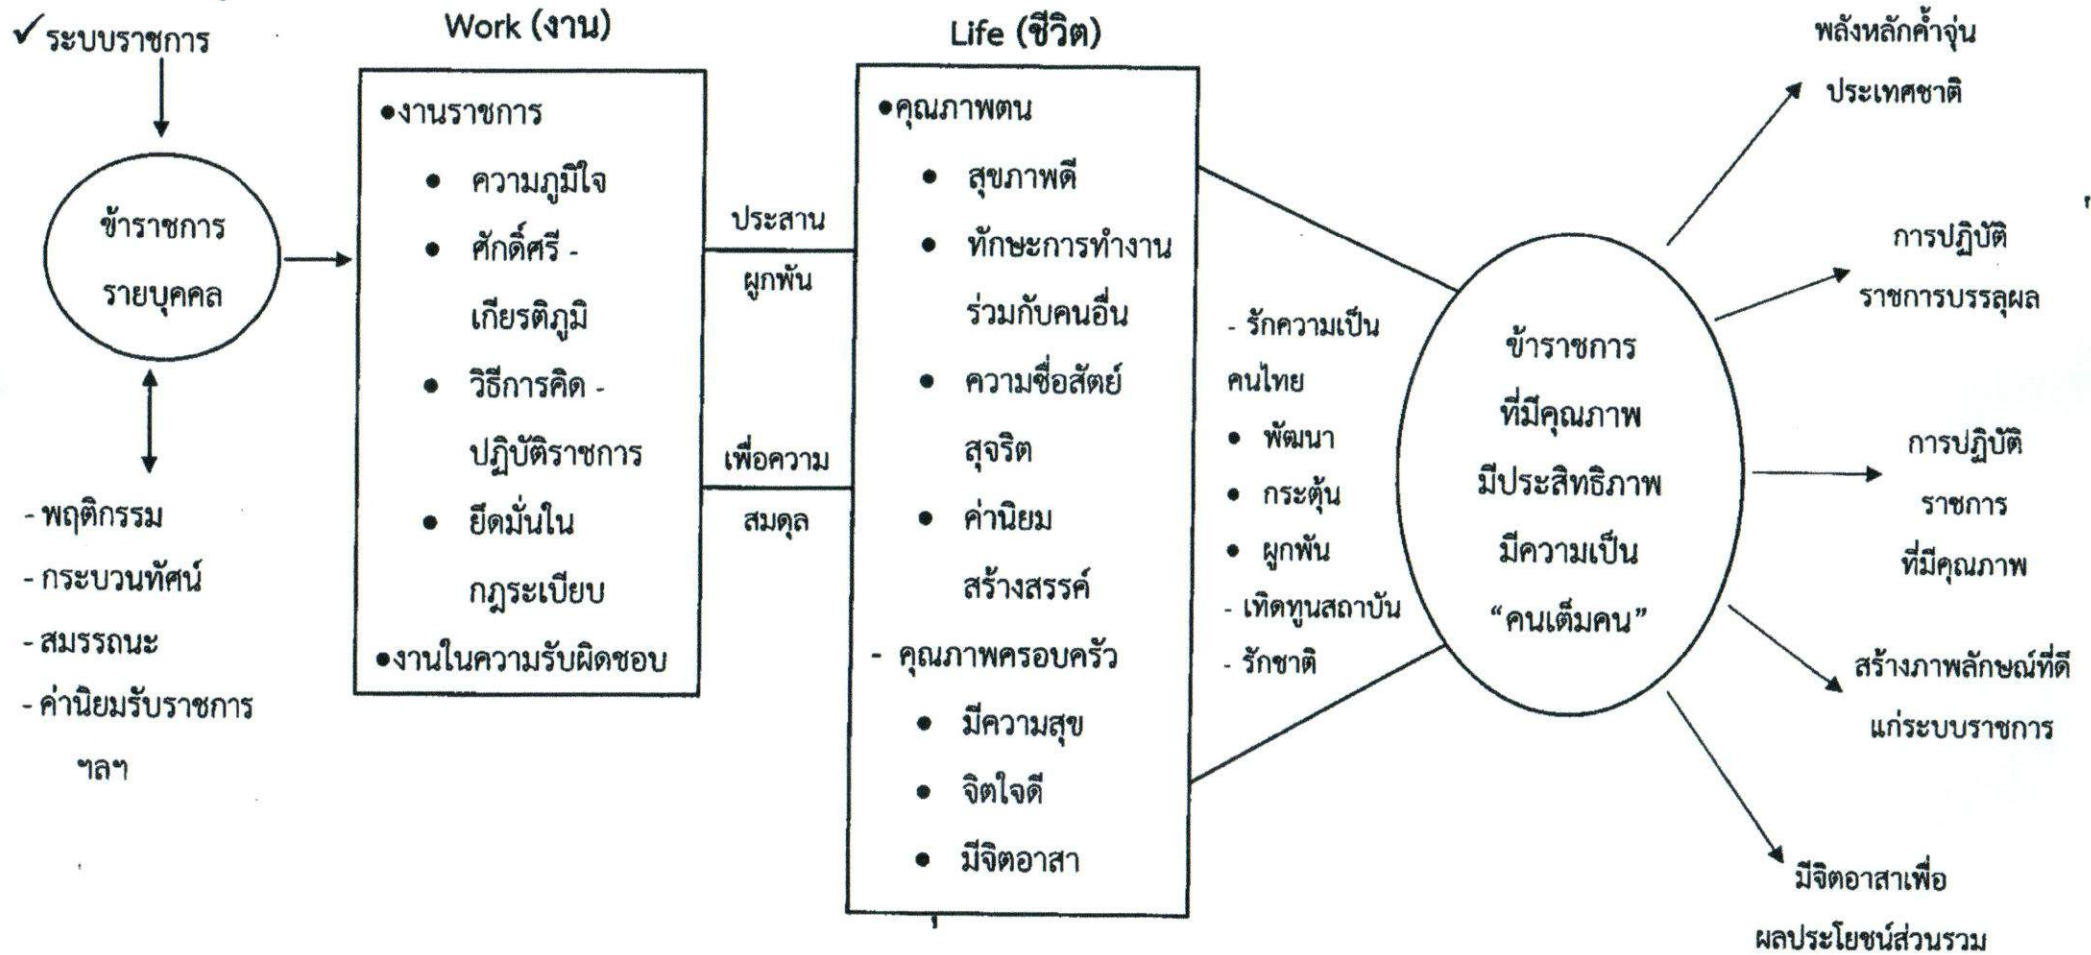 ✓ระบบราชการ
ข้าราชการ
รายบุคคล
- พฤติกรรม
- กระบวนทัศน์
- สมรรถนะ
- ค่านิยมรับราชการ
ฯลฯ
Work (งาน)
●งานราชการ
● ความภูมิใจ
● ศักดิ์ศรี -
เกียรติภูมิ
● วิธีการคิด -
ปฏิบัติราชการ
● ยึดมั่นใน
กฎระเบียบ
●งานในความรับผิดชอบ
ประสาน
ผูกพัน
เพื่อความ
สมดุล
Life (ชีวิต)
●คุณภาพตน
● สุขภาพดี
● ทักษะการทำงาน
ร่วมกับคนอื่น
● ความซื่อสัตย์
สุจริต
● ค่านิยม
สร้างสรรค์
- คุณภาพครอบครัว
● มีความสุข
● จิตใจดี
● มีจิตอาสา
- รักความเป็น
คนไทย
● พัฒนา
● กระตุ้น
● ผูกพัน
- เทิดทูนสถาบัน
- รักชาติ
ข้าราชการ
ที่มีคุณภาพ
มีประสิทธิภาพ
มีความเป็น
“คนเต็มคน”
พลังหลักค้ำจุ่น
ประเทศชาติ
การปฏิบัติ
ราชการบรรลุผล
การปฏิบัติ
ราชการ
ที่มีคุณภาพ
สร้างภาพลักษณ์ที่ดี
แก่ระบบราชการ
มีจิตอาสาเพื่อ
ผลประโยชน์ส่วนรวม